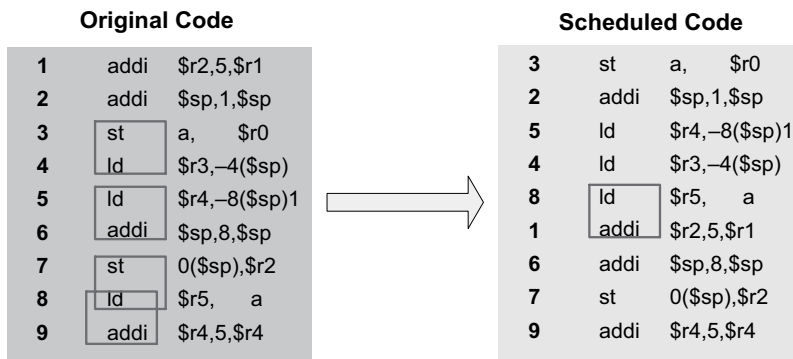 Original Code
1 addi $r2,5,$r1
2 addi $sp,1,$sp
3 st a, $r0
4 ld $r3,–4($sp)
5 ld $r4,–8($sp)1
6 addi $sp,8,$sp
7 st 0($sp),$r2
8 ld $r5, a
9 addi $r4,5,$r4
Scheduled Code
3 st a, $r0
2 addi $sp,1,$sp
5 ld $r4,–8($sp)1
4 ld $r3,–4($sp)
8 ld $r5, a
1 addi $r2,5,$r1
6 addi $sp,8,$sp
7 st 0($sp),$r2
9 addi $r4,5,$r4